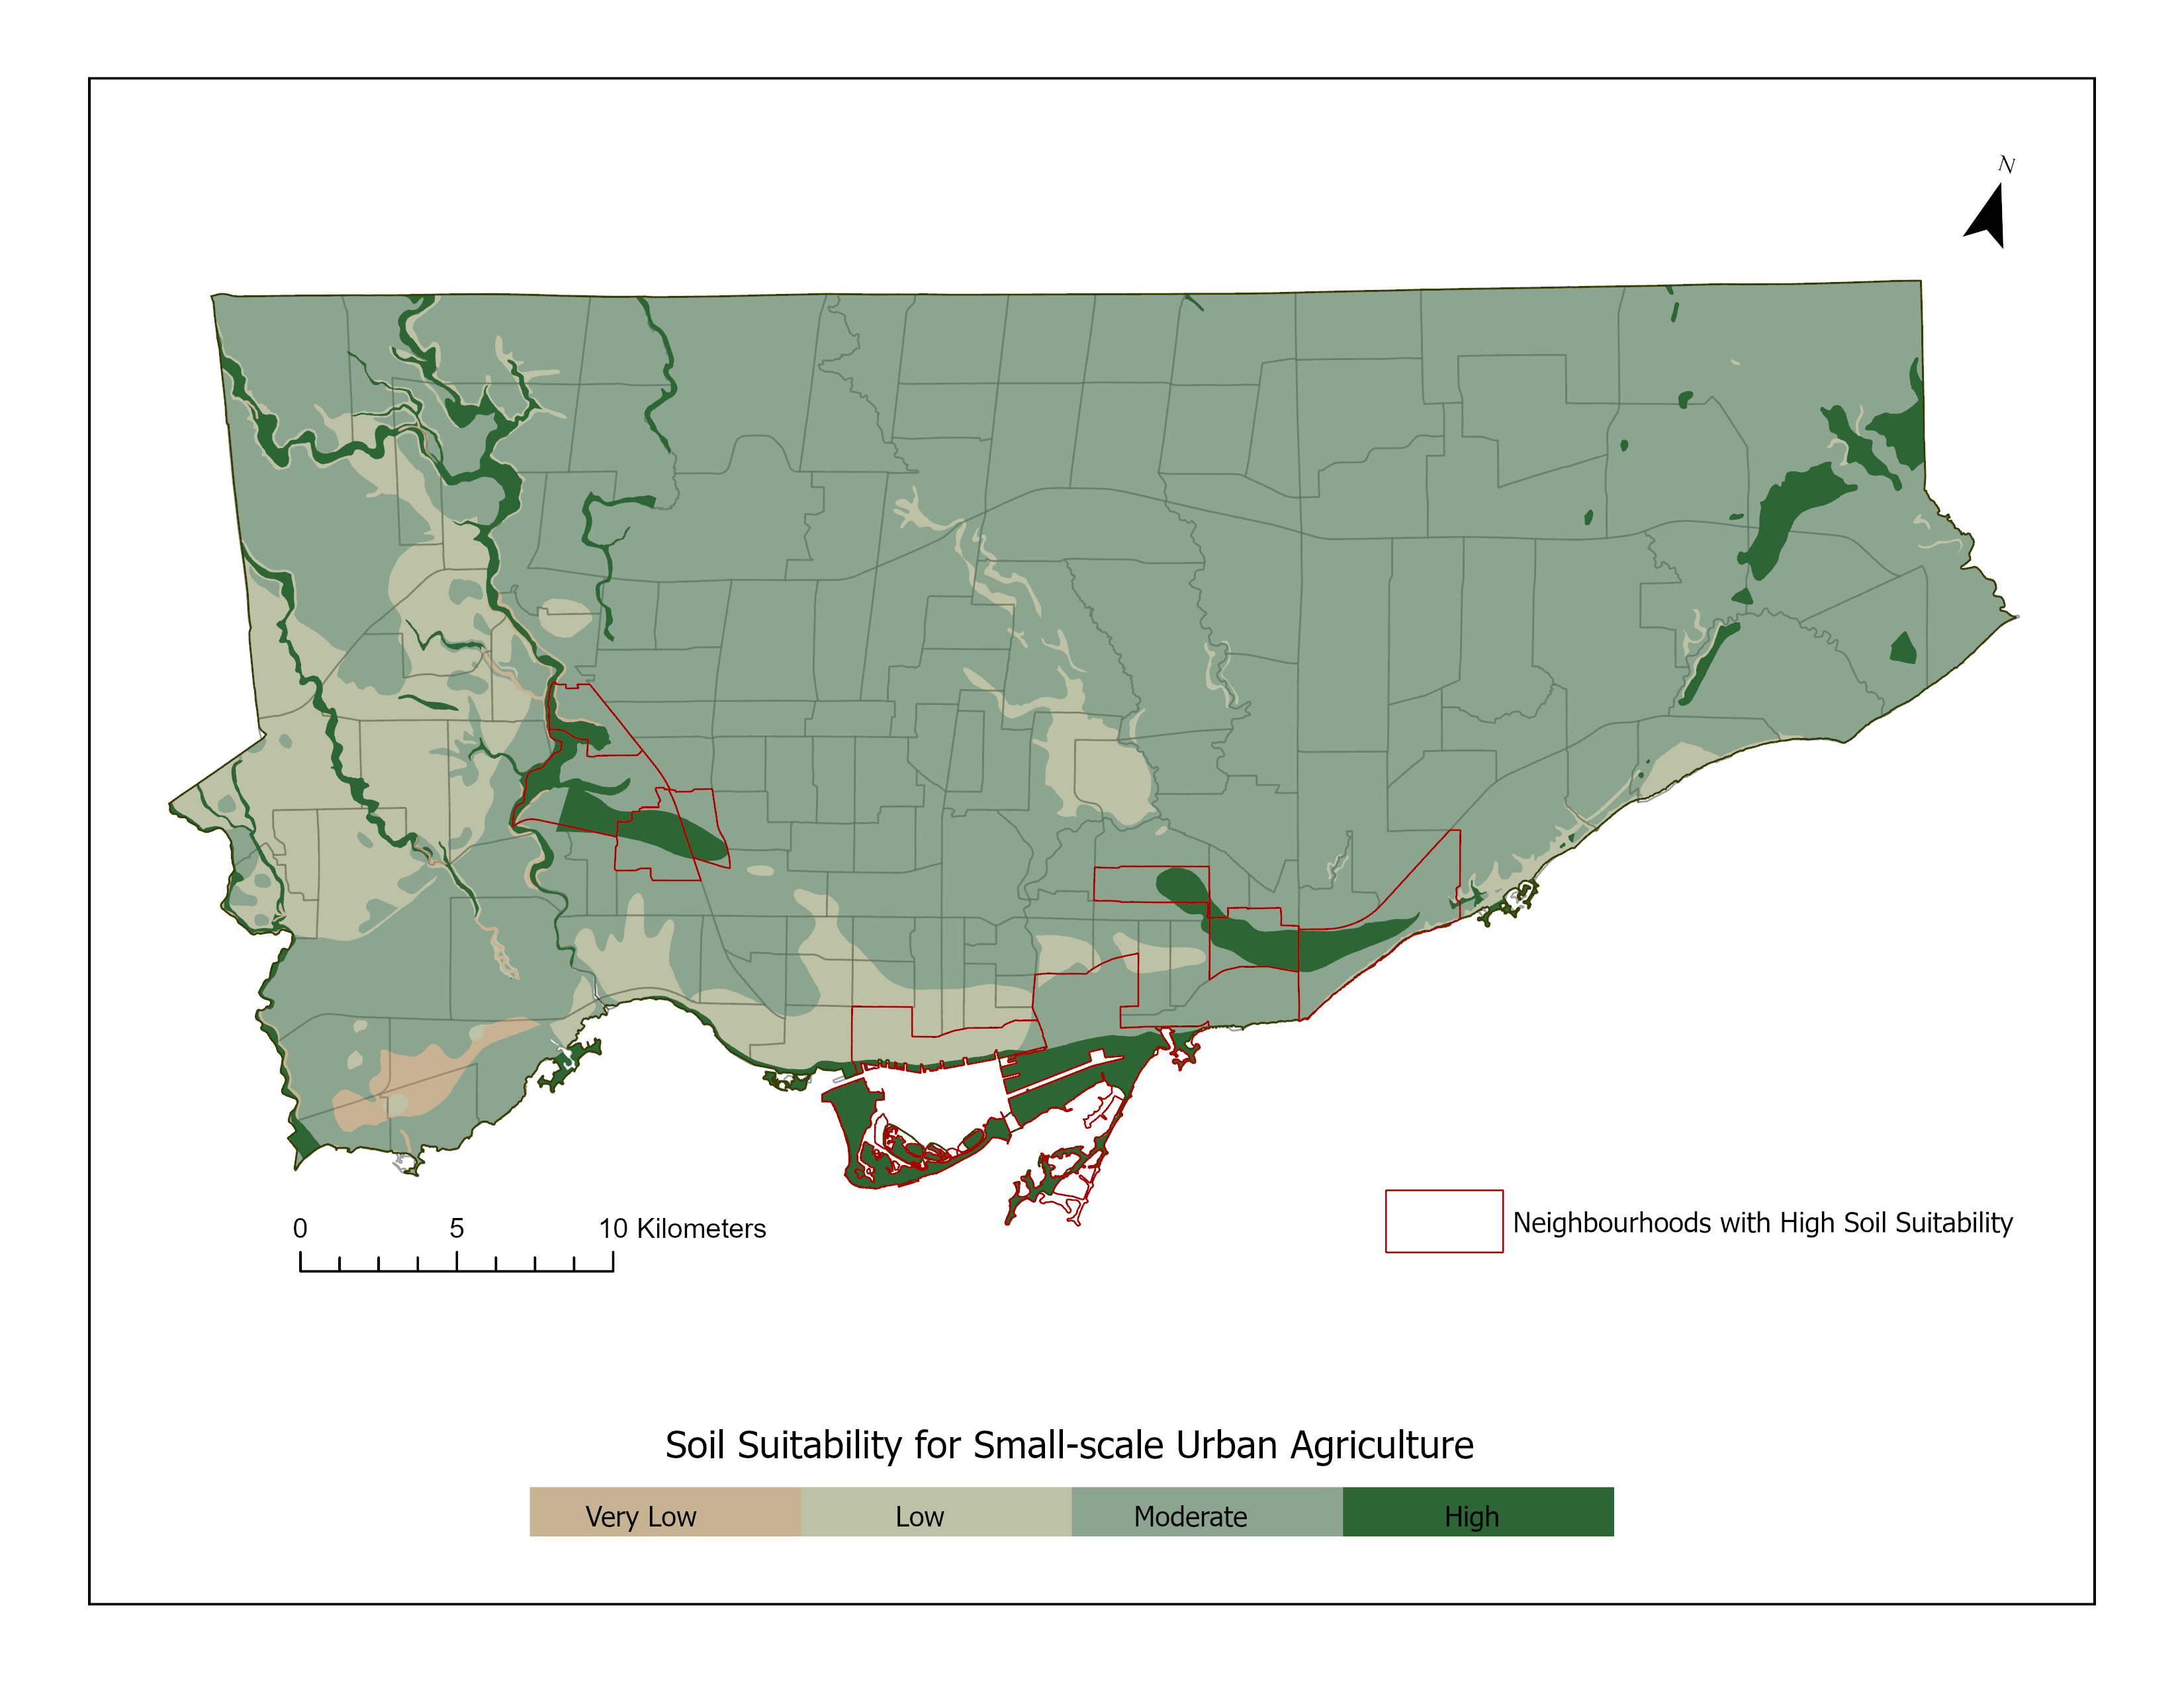 N
0 5 10 Kilometers
Neighbourhoods with High Soil Suitability
Soil Suitability for Small-scale Urban Agriculture
Very Low Low Moderate High